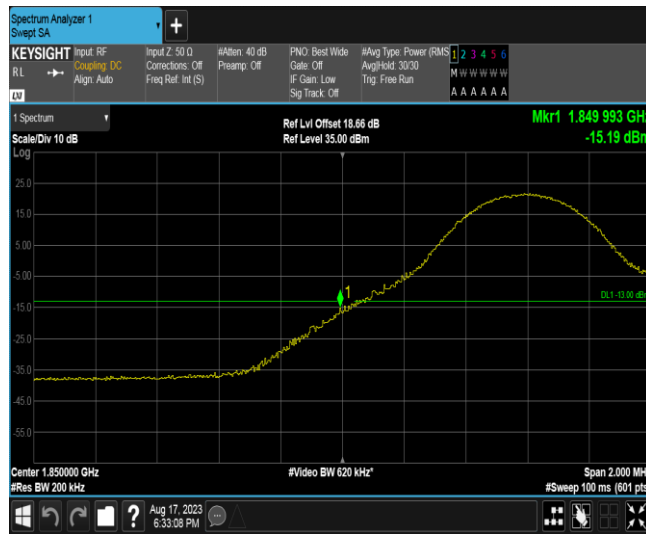 Spectrum Analyzer 1
Swept SA
KEYSIGHT
RL
LXI
Input: RF
Coupling: DC
Align: Auto
Input Z: 50 Ω
Corrections: Off
Freq Ref: Int (S)
#Atten: 40 dB
Preamp: Off
PNO: Best Wide
Gate: Off
IF Gain: Low
Sig Track: Off
#Avg Type: Power (RMS
Avg|Hold: 30/30
Trig: Free Run
1 2 3 4 5 6
M W W W W W
A A A A A A
1 Spectrum
Scale/Div 10 dB
Log
Ref Lvl Offset 18.66 dB
Ref Level 35.00 dBm
Mkr1 1.849 993 GHz
-15.19 dBm
25.0
15.0
5.00
-5.00
-15.0
-25.0
-35.0
-45.0
-55.0
1
DL1 -13.00 dBm
Center 1.850000 GHz
#Res BW 200 kHz
#Video BW 620 kHz*
Span 2.000 MH
#Sweep 100 ms (601 pts
?
Aug 17, 2023
6:33:08 PM